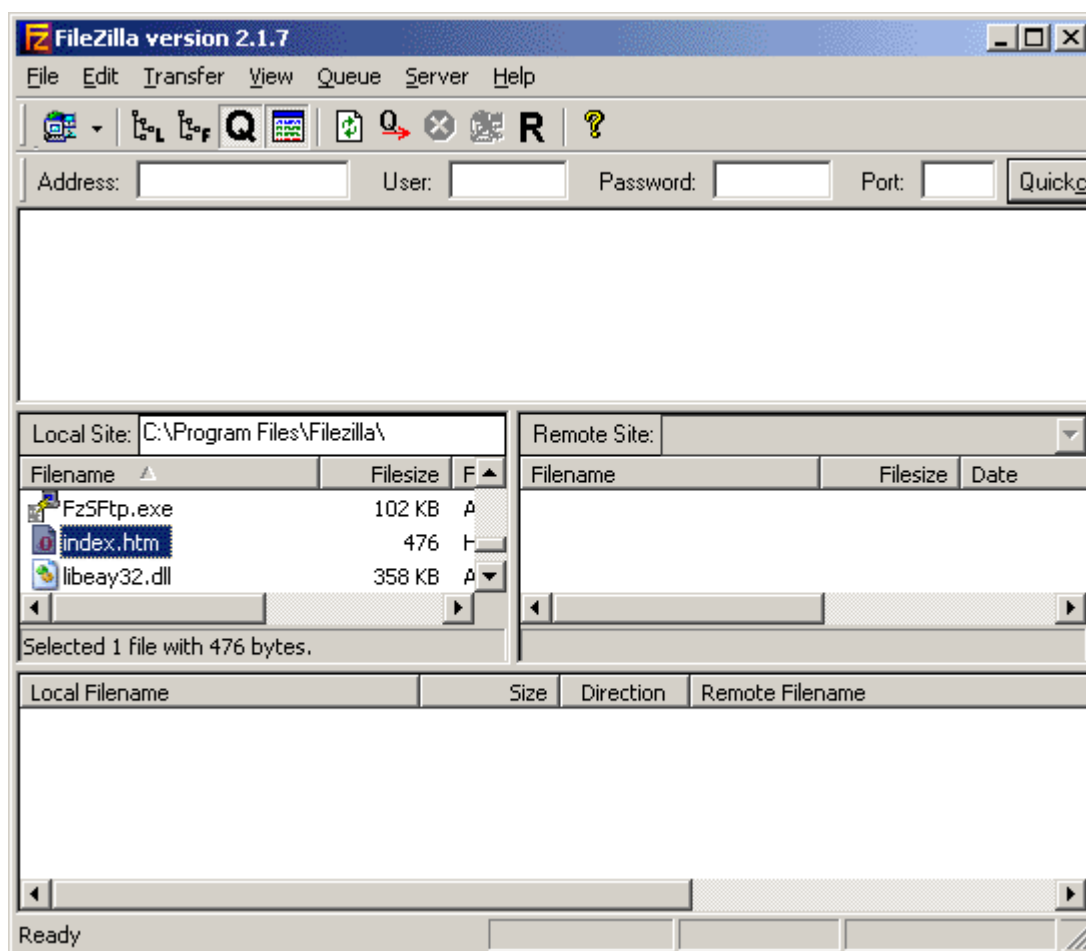 FileZilla version 2.1.7
File Edit Transfer View Queue Server Help
L F Q Q R ?
Address: User: Password: Port: Quickc
Local Site: C:\Program Files\Filezilla\ Remote Site:
Filename Filesize F Filename Filesize Date
FzSFtp.exe 102 KB A
index.htm 476 H
libeay32.dll 358 KB A
Selected 1 file with 476 bytes.
Local Filename Size Direction Remote Filename
Ready